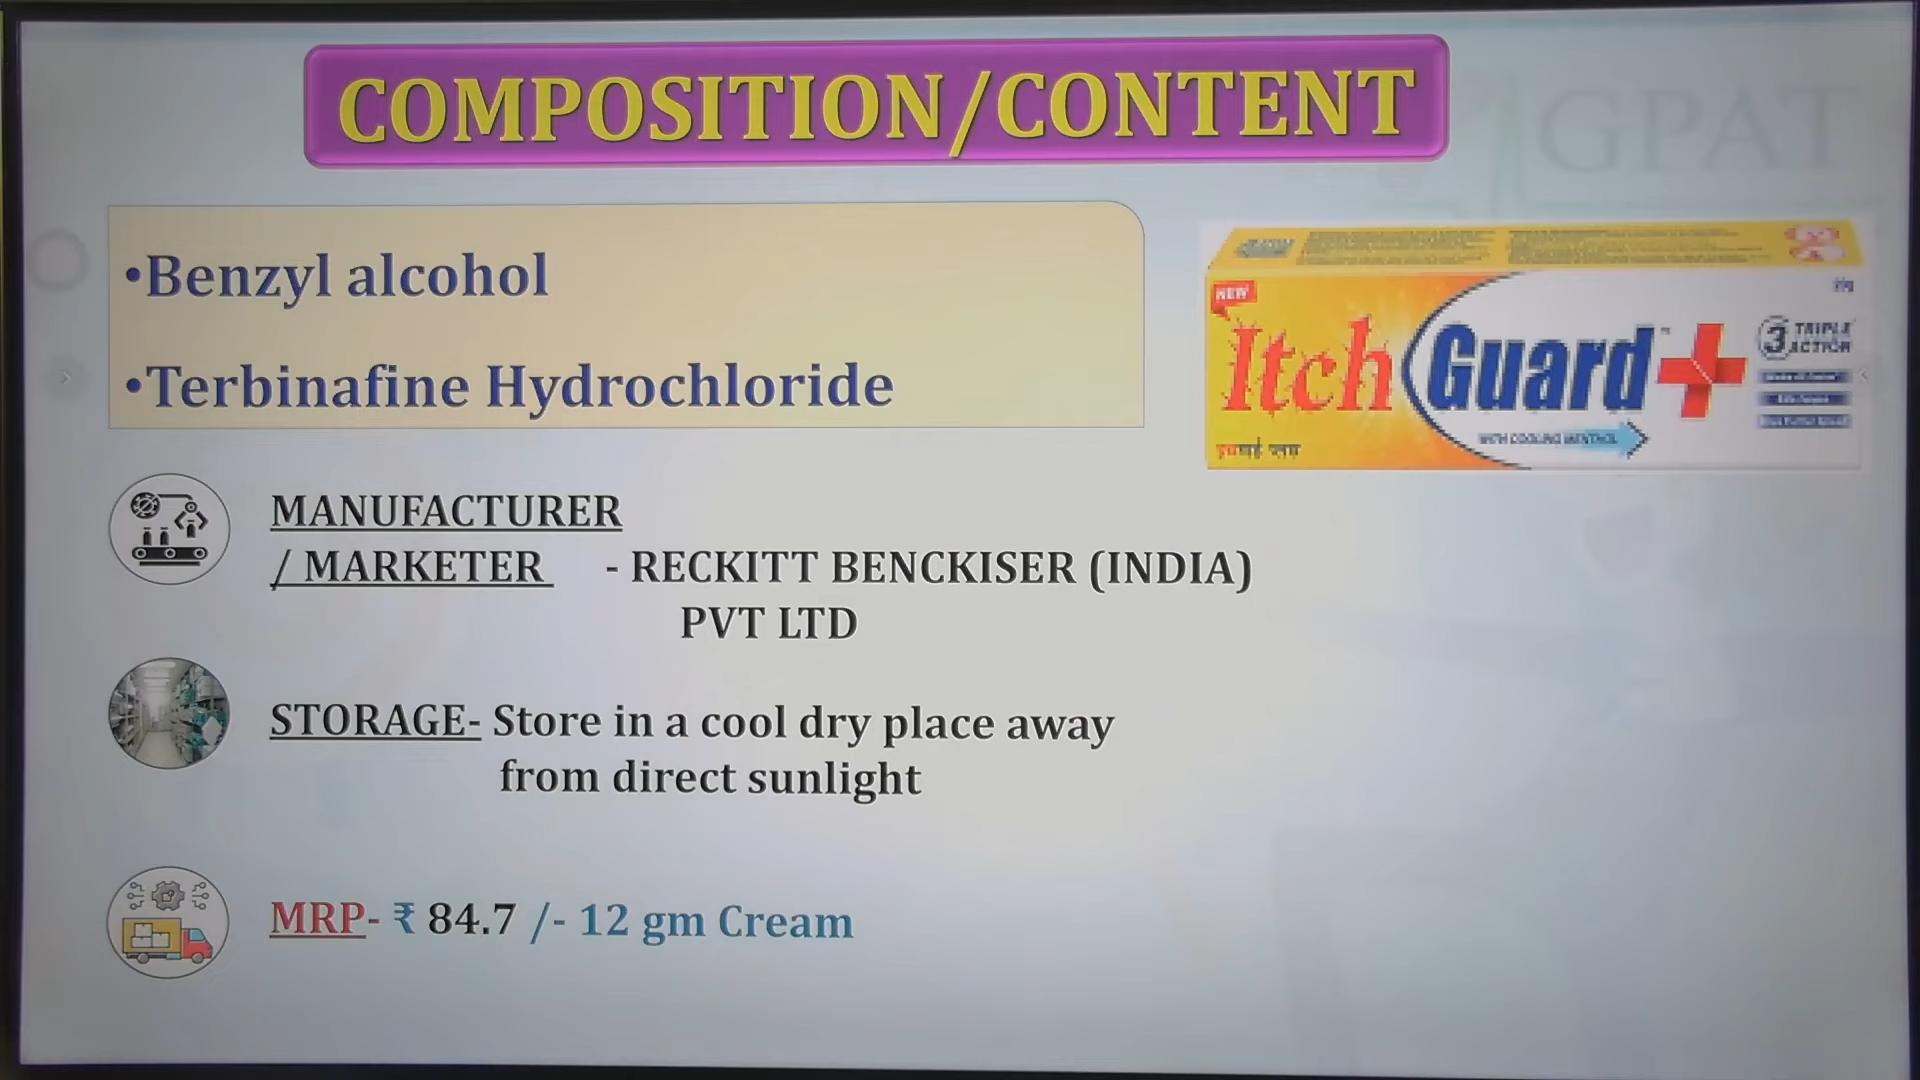 COMPOSITION/CONTENT
GPAT
•Benzyl alcohol
•Terbinafine Hydrochloride
NEW
Itch Guard+
3 TRIPLE
ACTION
WITH COOLING MENTHOL
MANUFACTURER
/ MARKETER - RECKITT BENCKISER (INDIA)
PVT LTD
STORAGE- Store in a cool dry place away
from direct sunlight
MRP- ₹ 84.7 /- 12 gm Cream